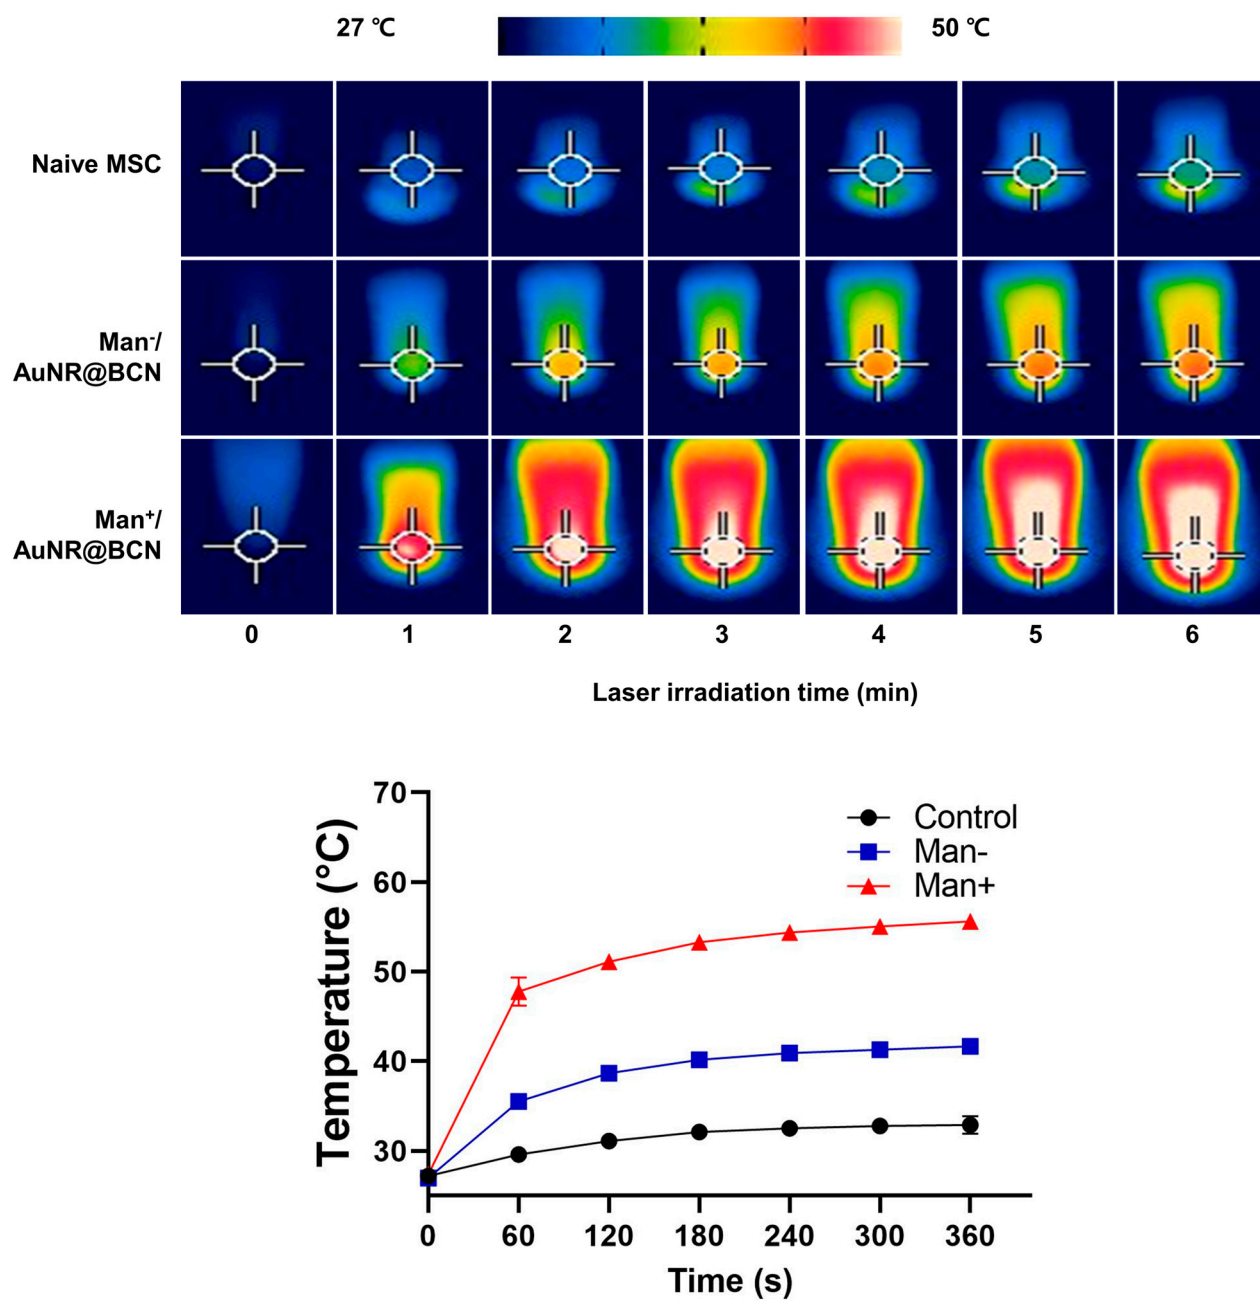 27 ℃ 50 ℃
Naive MSC
Man⁻/
AuNR@BCN
Man⁺/
AuNR@BCN
0 1 2 3 4 5 6
Laser irradiation time (min)
70
60
50
40
30
Temperature (°C)
Control
Man-
Man+
0 60 120 180 240 300 360
Time (s)